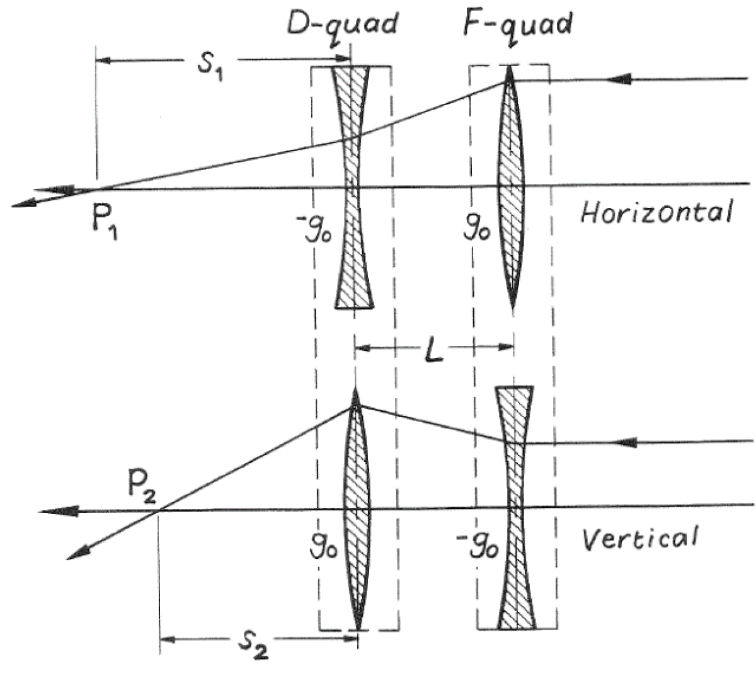 D-quad F-quad
S₁
P₁
-g₀
g₀
Horizontal
L
P₂
g₀
-g₀
Vertical
S₂